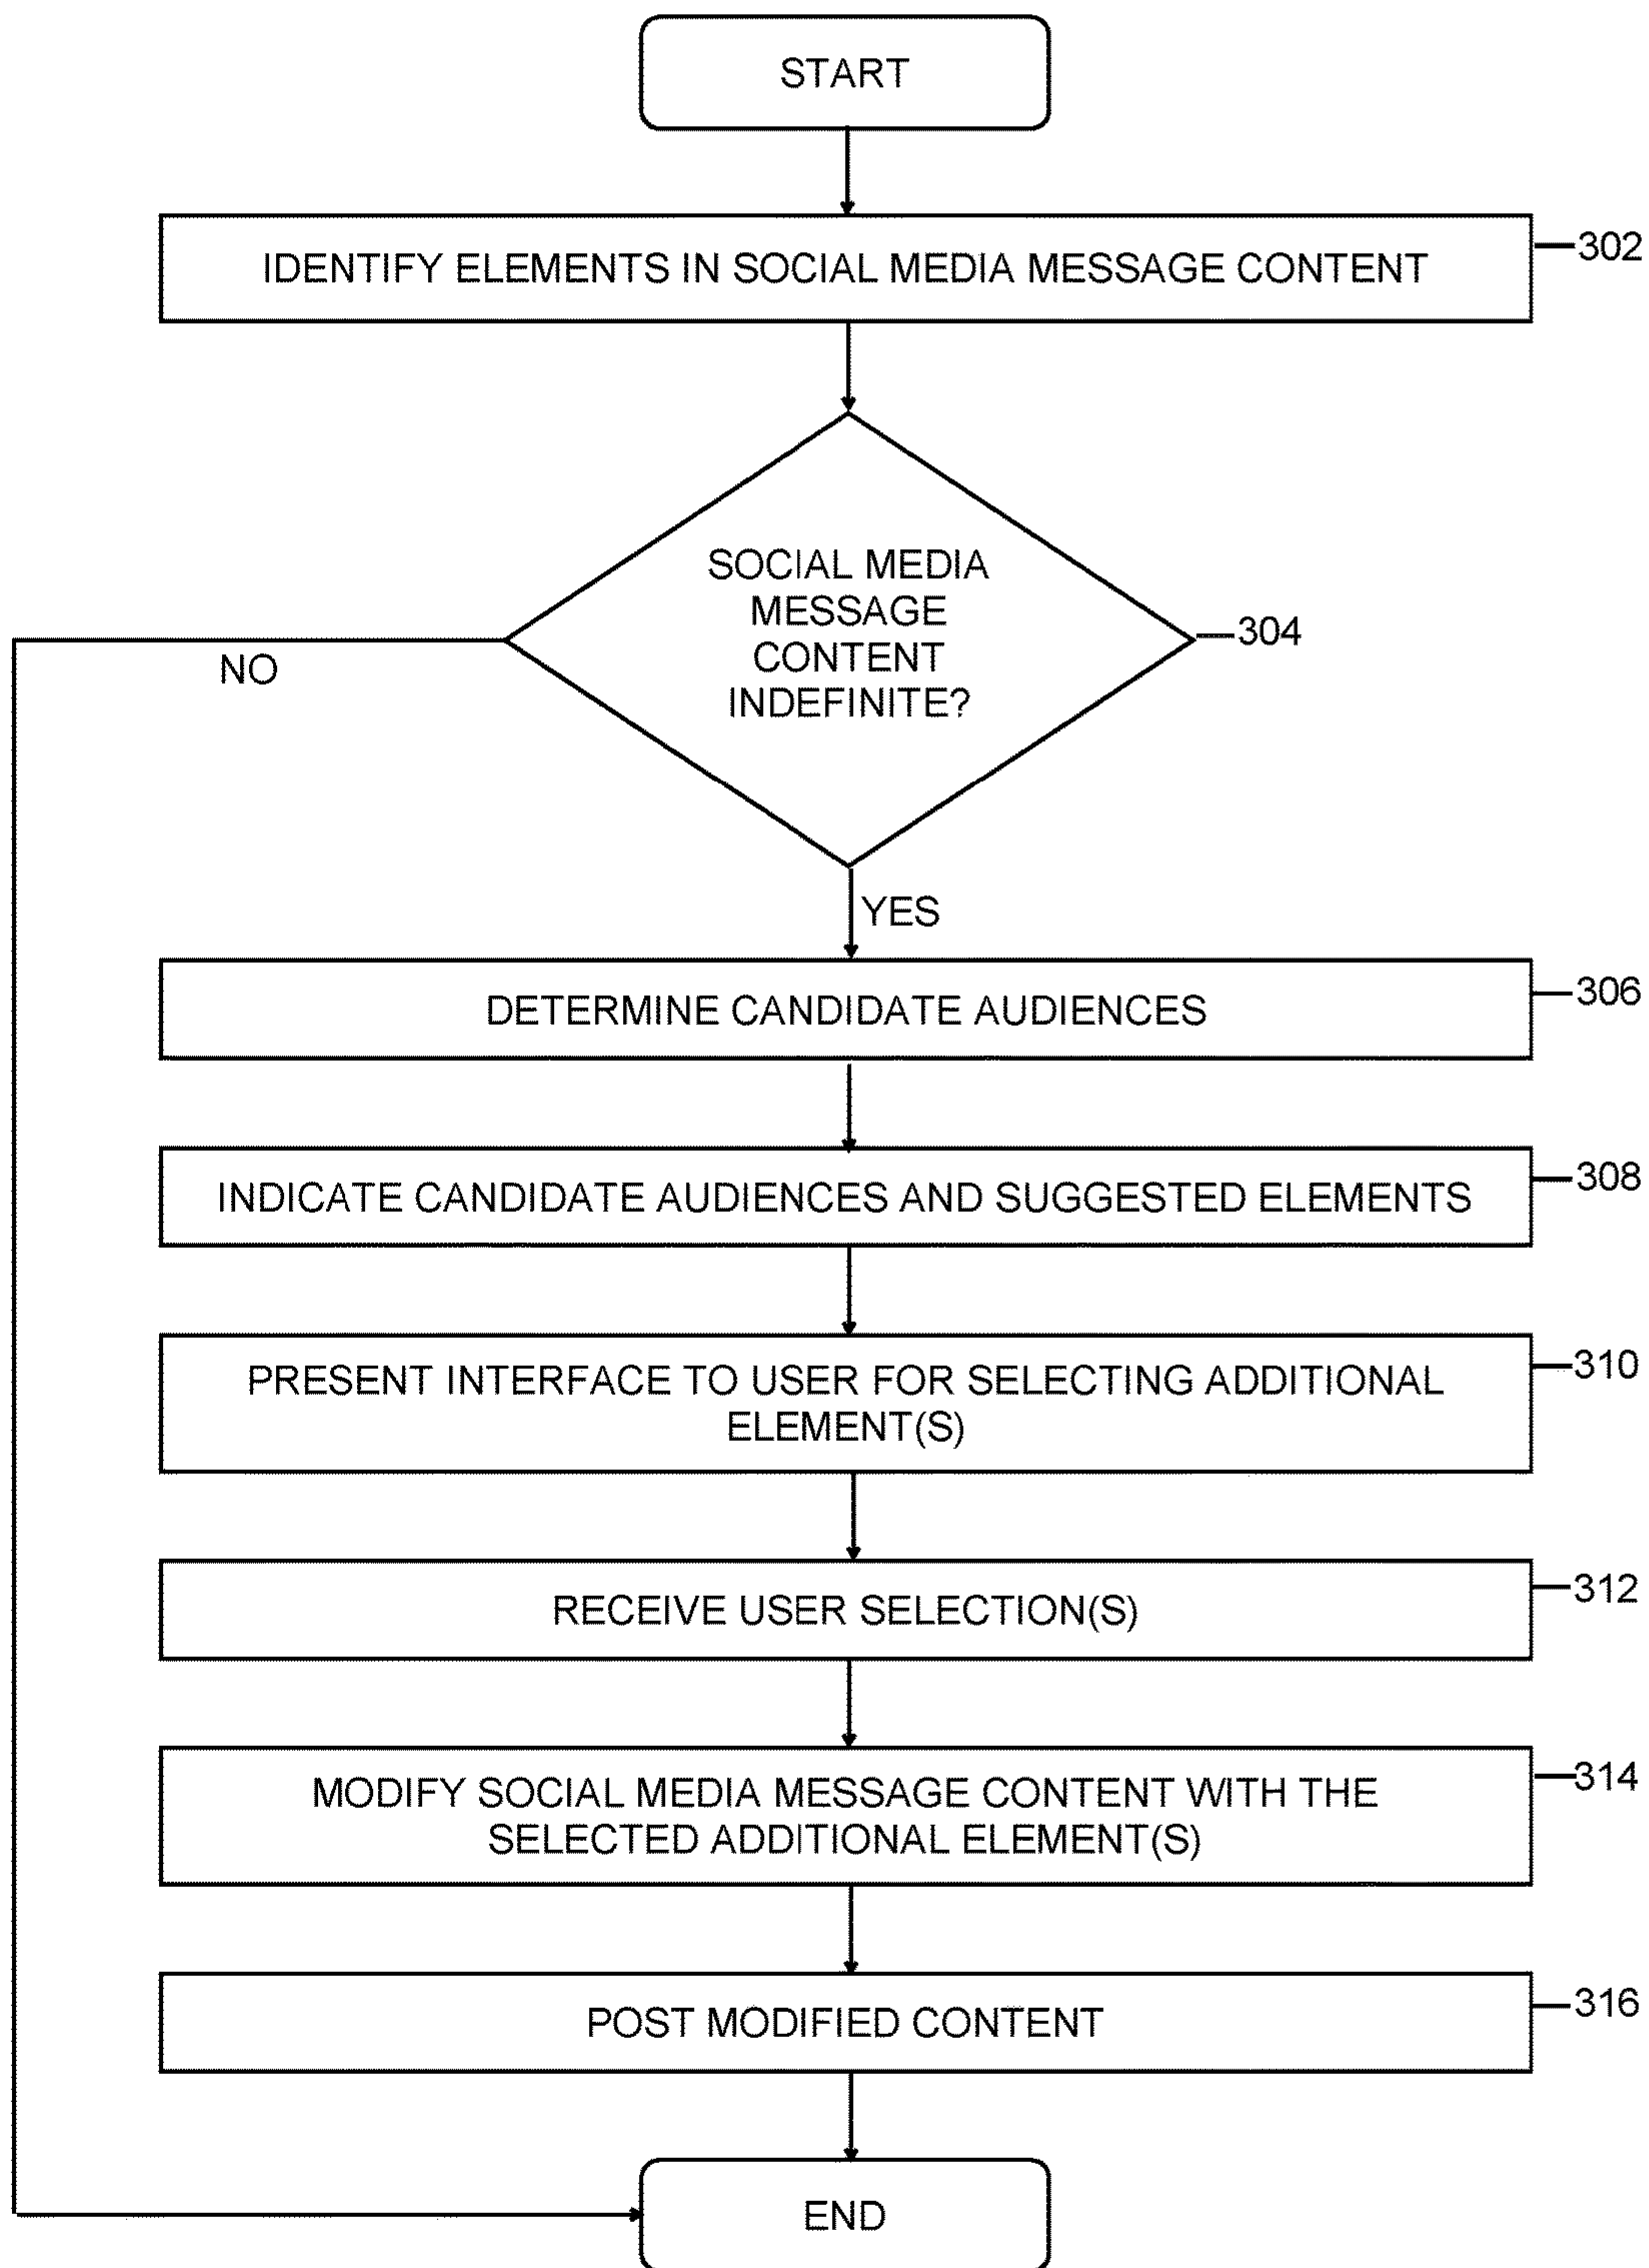 START
IDENTIFY ELEMENTS IN SOCIAL MEDIA MESSAGE CONTENT
302
SOCIAL MEDIA
MESSAGE
CONTENT
INDEFINITE?
304
NO
YES
DETERMINE CANDIDATE AUDIENCES
306
INDICATE CANDIDATE AUDIENCES AND SUGGESTED ELEMENTS
308
PRESENT INTERFACE TO USER FOR SELECTING ADDITIONAL
ELEMENT(S)
310
RECEIVE USER SELECTION(S)
312
MODIFY SOCIAL MEDIA MESSAGE CONTENT WITH THE
SELECTED ADDITIONAL ELEMENT(S)
314
POST MODIFIED CONTENT
316
END